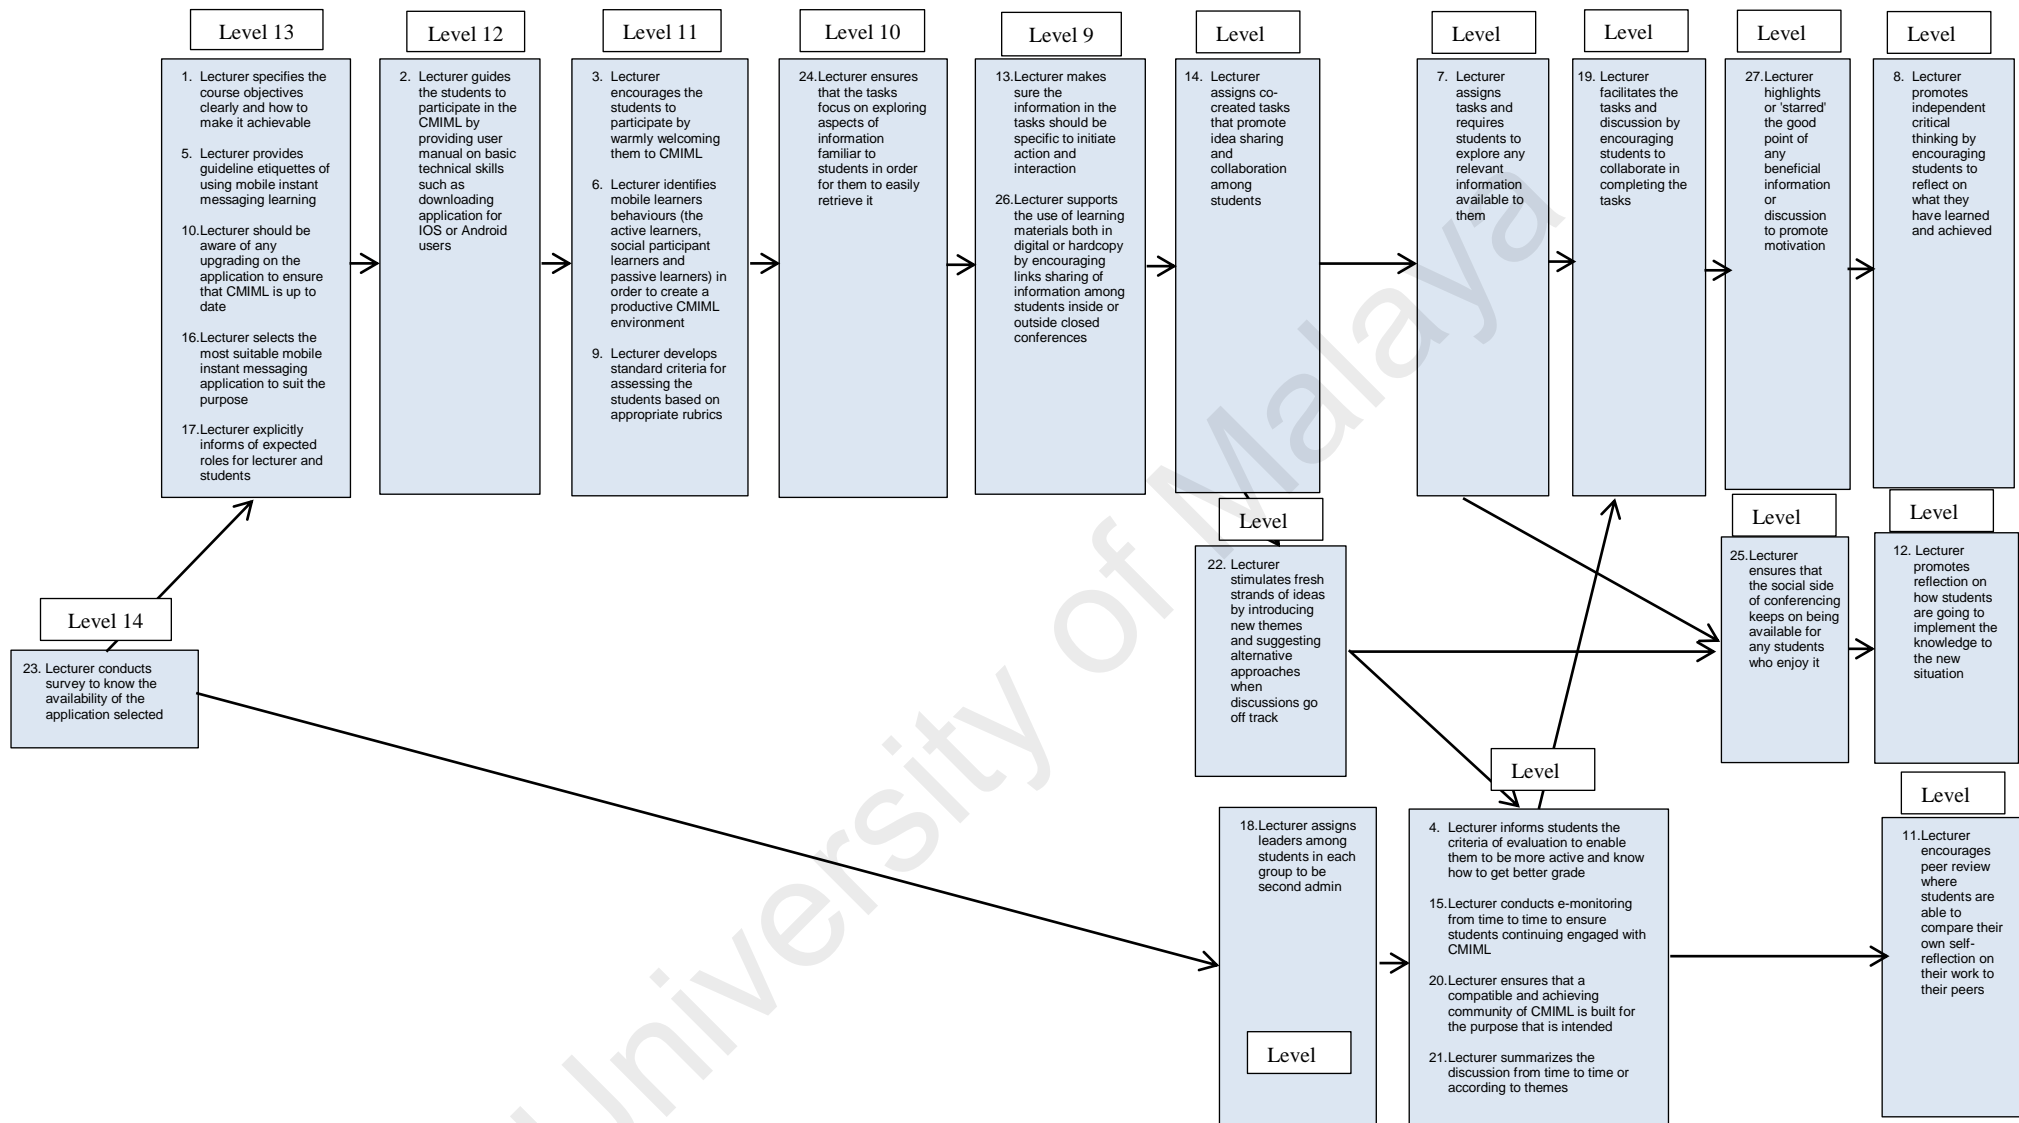 Level 13
1. Lecturer specifies the
course objectives
clearly and how to
make it achievable
5. Lecturer provides
guideline etiquettes of
using mobile instant
messaging learning
10.Lecturer should be
aware of any
upgrading on the
application to ensure
that CMIML is up to
date
16.Lecturer selects the
most suitable mobile
instant messaging
application to suit the
purpose
17.Lecturer explicitly
informs of expected
roles for lecturer and
students
Level 12
2. Lecturer guides
the students to
participate in the
CMIML by
providing user
manual on basic
technical skills
such as
downloading
application for
IOS or Android
users
Level 11
3. Lecturer
encourages the
students to
participate by
warmly welcoming
them to CMIML
6. Lecturer identifies
mobile learners
behaviours (the
active learners,
social participant
learners and
passive learners) in
order to create a
productive CMIML
environment
9. Lecturer develops
standard criteria for
assessing the
students based on
appropriate rubrics
Level 10
24.Lecturer ensures
that the tasks
focus on exploring
aspects of
information
familiar to
students in order
for them to easily
retrieve it
Level 9
13.Lecturer makes
sure the
information in the
tasks should be
specific to initiate
action and
interaction
26.Lecturer supports
the use of learning
materials both in
digital or hardcopy
by encouraging
links sharing of
information among
students inside or
outside closed
conferences
Level
14. Lecturer
assigns co-
created tasks
that promote
idea sharing
and
collaboration
among
students
Level
7. Lecturer
assigns tasks and
requires
students to
explore any
relevant
information
available to
them
Level
19. Lecturer
facilitates the
tasks and
discussion by
encouraging
students to
collaborate in
completing the
tasks
Level
27.Lecturer
highlights
or 'starred'
the good
point of
any
beneficial
information
or
discussion
to promote
motivation
Level
8. Lecturer
promotes
independent
critical
thinking by
encouraging
students to
reflect on
what they
have learned
and achieved
Level 14
23. Lecturer conducts
survey to know the
availability of the
application selected
Level
22. Lecturer
stimulates fresh
strands of ideas
by introducing
new themes
and suggesting
alternative
approaches
when
discussions go
off track
Level
25.Lecturer
ensures that
the social side
of conferencing
keeps on being
available for
any students
who enjoy it
Level
12. Lecturer
promotes
reflection on
how students
are going to
implement the
knowledge to
the new
situation
18.Lecturer assigns
leaders among
students in each
group to be
second admin
Level
Level
4. Lecturer informs students the
criteria of evaluation to enable
them to be more active and know
how to get better grade
15.Lecturer conducts e-monitoring
from time to time to ensure
students continuing engaged with
CMIML
20.Lecturer ensures that a
compatible and achieving
community of CMIML is built for
the purpose that is intended
21.Lecturer summarizes the
discussion from time to time or
according to themes
Level
11.Lecturer
encourages
peer review
where
students are
able to
compare their
own self-
reflection on
their work to
their peers
University of Malaya